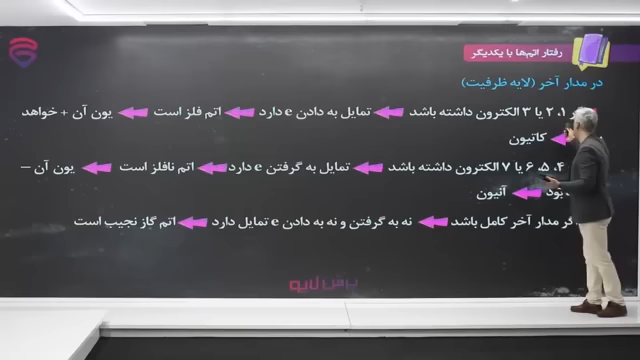 رفتار اتم‌ها با یکدیگر
در مدار آخر (لایه ظرفیت)
۱، ۲ یا ۳ الکترون داشته باشد تمایل به دادن e دارد اتم فلز است یون آن + خواهد
کاتیون
۴، ۵، ۶ یا ۷ الکترون داشته باشد تمایل به گرفتن e دارد اتم نافلز است یون آن –
بود آنیون
گر مدار آخر کامل باشد نه به گرفتن و نه به دادن e تمایل دارد اتم گاز نجیب است
پرش لایو